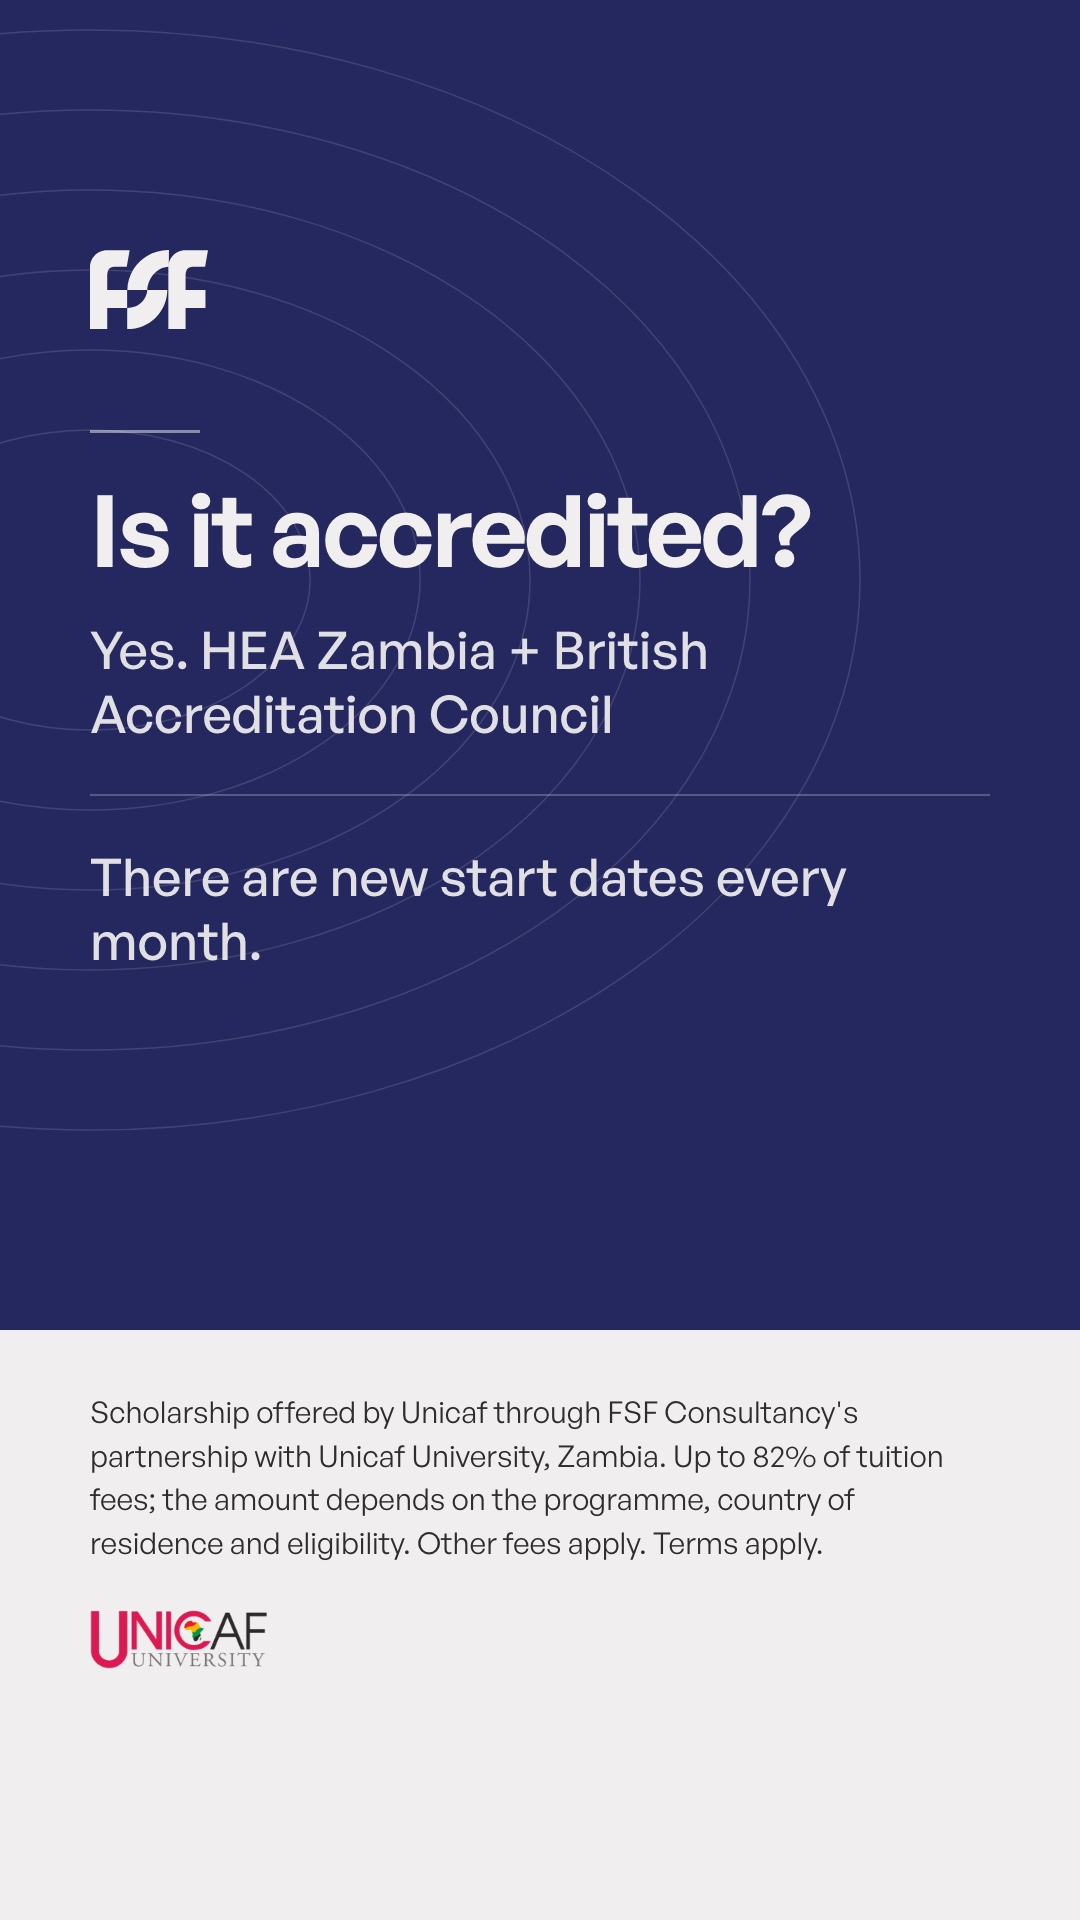 FSF
Is it accredited?
Yes. HEA Zambia + British
Accreditation Council
There are new start dates every
month.
Scholarship offered by Unicaf through FSF Consultancy's
partnership with Unicaf University, Zambia. Up to 82% of tuition
fees; the amount depends on the programme, country of
residence and eligibility. Other fees apply. Terms apply.
UNICAF
UNIVERSITY